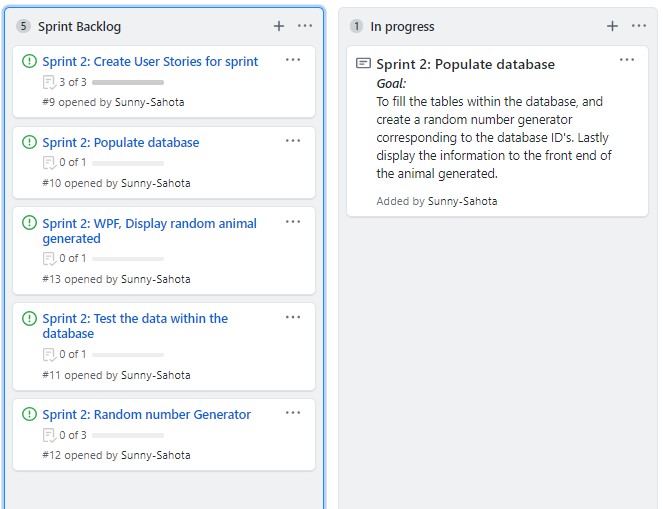 5 Sprint Backlog
Sprint 2: Create User Stories for sprint
3 of 3
#9 opened by Sunny-Sahota
Sprint 2: Populate database
0 of 1
#10 opened by Sunny-Sahota
Sprint 2: WPF, Display random animal
generated
0 of 1
#13 opened by Sunny-Sahota
Sprint 2: Test the data within the
database
0 of 1
#11 opened by Sunny-Sahota
Sprint 2: Random number Generator
0 of 3
#12 opened by Sunny-Sahota
1 In progress
Sprint 2: Populate database
Goal:
To fill the tables within the database, and
create a random number generator
corresponding to the database ID's. Lastly
display the information to the front end of
the animal generated.
Added by Sunny-Sahota